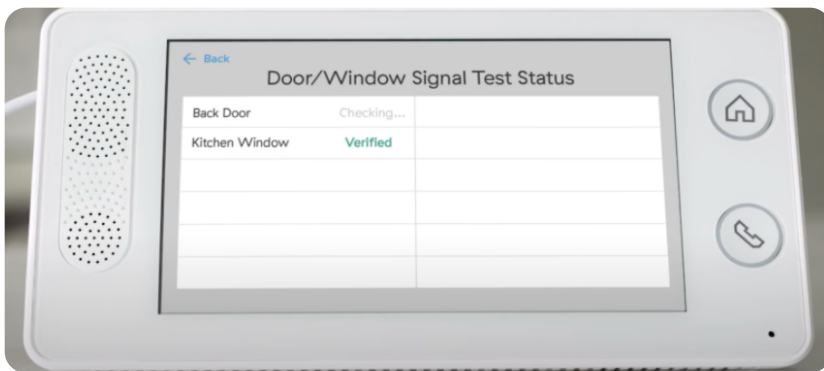 ← Back
Door/Window Signal Test Status
Back Door Checking...
Kitchen Window Verified